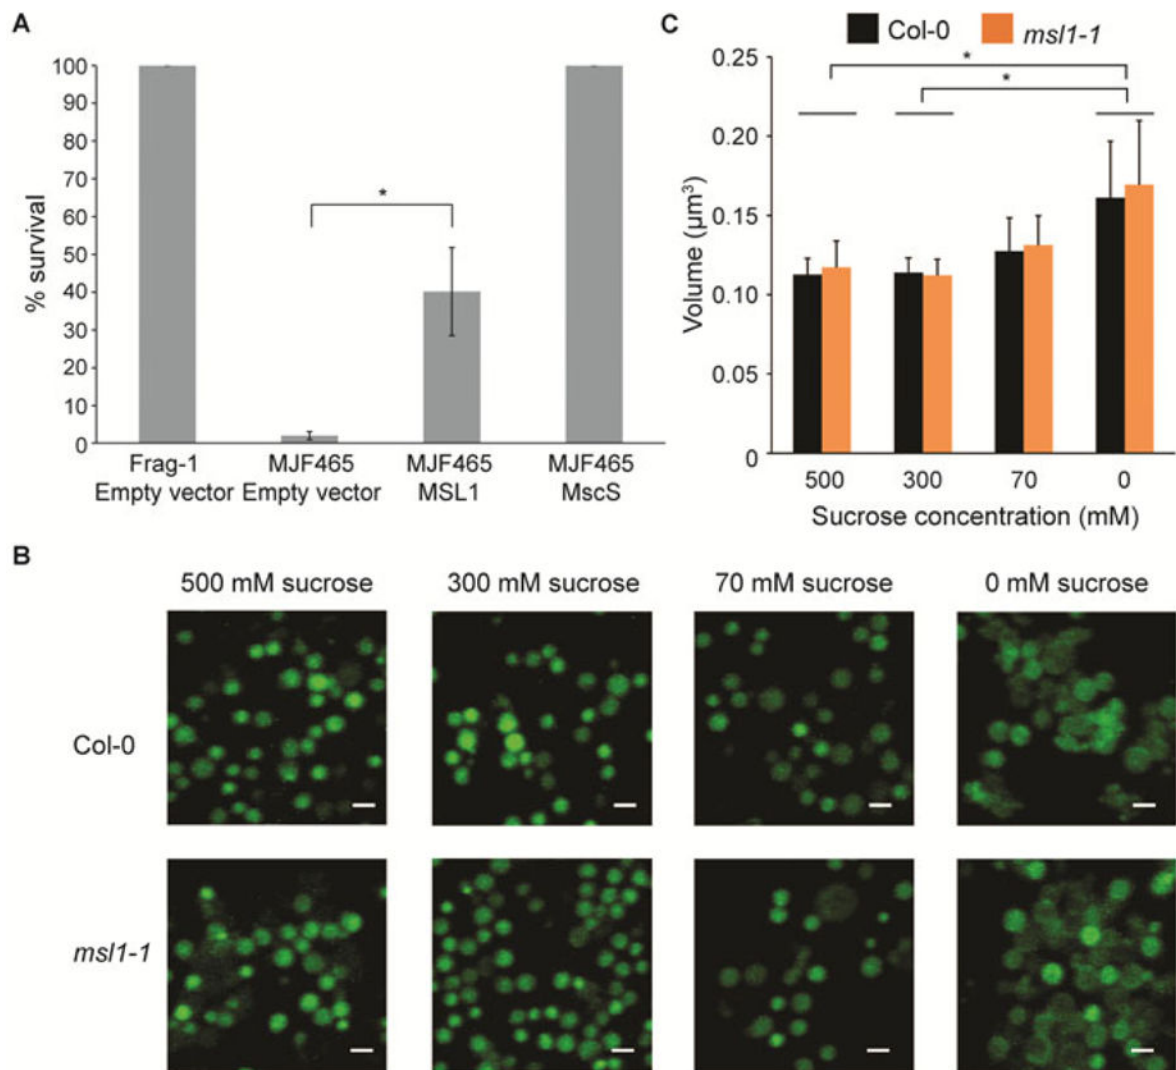 A
% survival
100
90
80
70
60
50
40
30
20
10
0
*
Frag-1
Empty vector
MJF465
Empty vector
MJF465
MSL1
MJF465
MscS
C
Col-0
msl1-1
Volume (µm³)
0.25
0.20
0.15
0.10
0.05
0
*
*
500
300
70
0
Sucrose concentration (mM)
B
500 mM sucrose
300 mM sucrose
70 mM sucrose
0 mM sucrose
Col-0
msl1-1